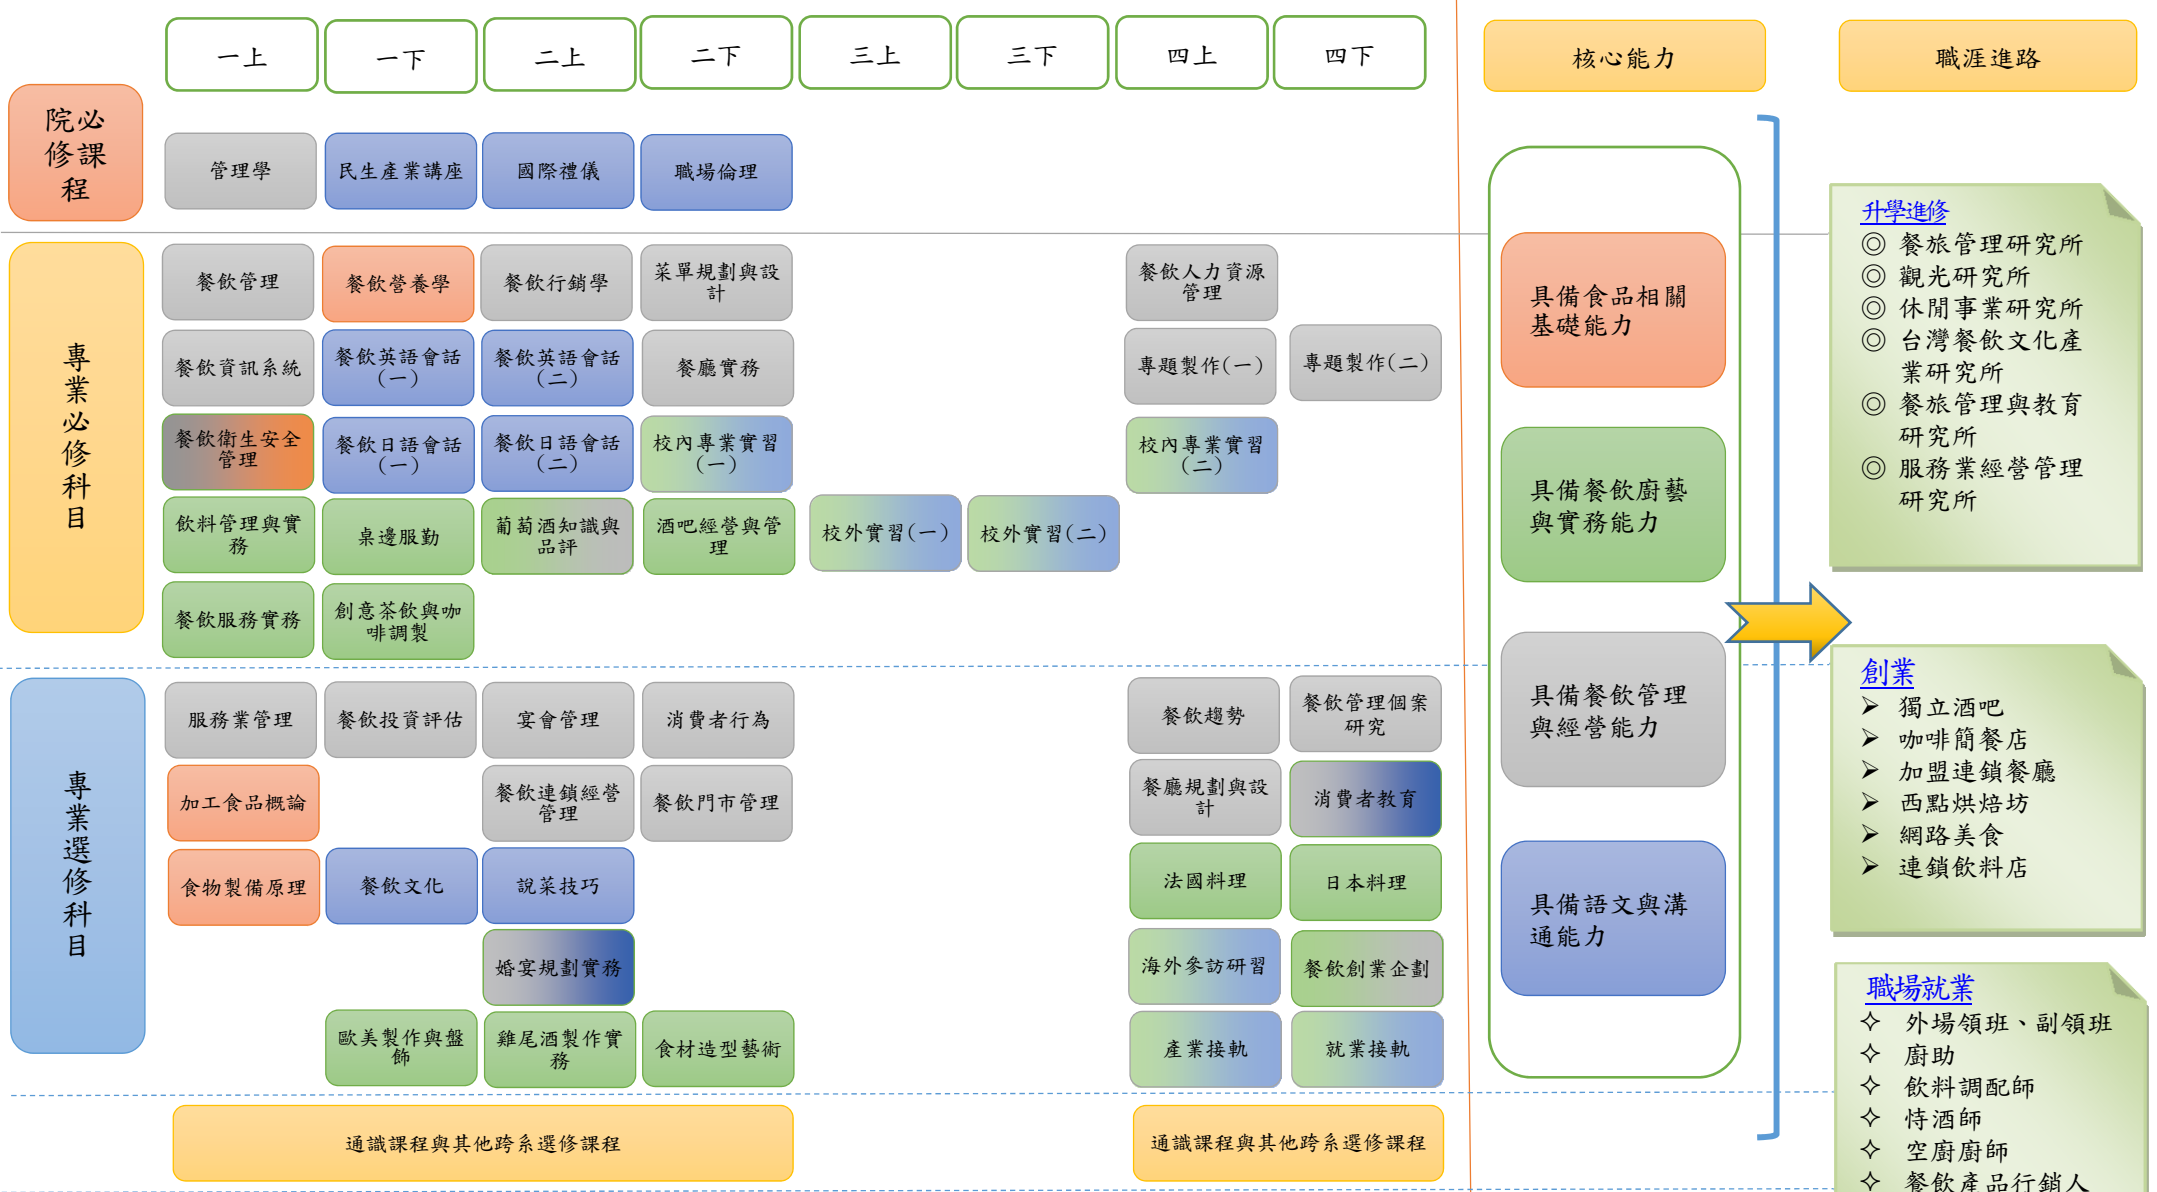 一上
一下
二上
二下
三上
三下
四上
四下
核心能力
職涯進路
院必
修課
程
管理學
民生產業講座
國際禮儀
職場倫理
專業必修科目
餐飲管理
餐飲營養學
餐飲行銷學
菜單規劃與設
計
餐飲人力資源
管理
餐飲資訊系統
餐飲英語會話
(一)
餐飲英語會話
(二)
餐廳實務
專題製作(一)
專題製作(二)
餐飲衛生安全
管理
餐飲日語會話
(一)
餐飲日語會話
(二)
校內專業實習
(一)
校內專業實習
(二)
飲料管理與實
務
桌邊服勤
葡萄酒知識與
品評
酒吧經營與管
理
校外實習(一)
校外實習(二)
餐飲服務實務
創意茶飲與咖
啡調製
專業選修科目
服務業管理
餐飲投資評估
宴會管理
消費者行為
餐飲趨勢
餐飲管理個案
研究
加工食品概論
餐飲連鎖經營
管理
餐飲門市管理
餐廳規劃與設
計
消費者教育
食物製備原理
餐飲文化
說菜技巧
法國料理
日本料理
婚宴規劃實務
海外參訪研習
餐飲創業企劃
歐美製作與盤
飾
雞尾酒製作實
務
食材造型藝術
產業接軌
就業接軌
通識課程與其他跨系選修課程
通識課程與其他跨系選修課程
具備食品相關
基礎能力
具備餐飲廚藝
與實務能力
具備餐飲管理
與經營能力
具備語文與溝
通能力
升學進修
◎ 餐旅管理研究所
◎ 觀光研究所
◎ 休閒事業研究所
◎ 台灣餐飲文化產
業研究所
◎ 餐旅管理與教育
研究所
◎ 服務業經營管理
研究所
創業
➢ 獨立酒吧
➢ 咖啡簡餐店
➢ 加盟連鎖餐廳
➢ 西點烘焙坊
➢ 網路美食
➢ 連鎖飲料店
職場就業
✧ 外場領班、副領班
✧ 廚助
✧ 飲料調配師
✧ 恃酒師
✧ 空廚廚師
✧ 餐飲產品行銷人